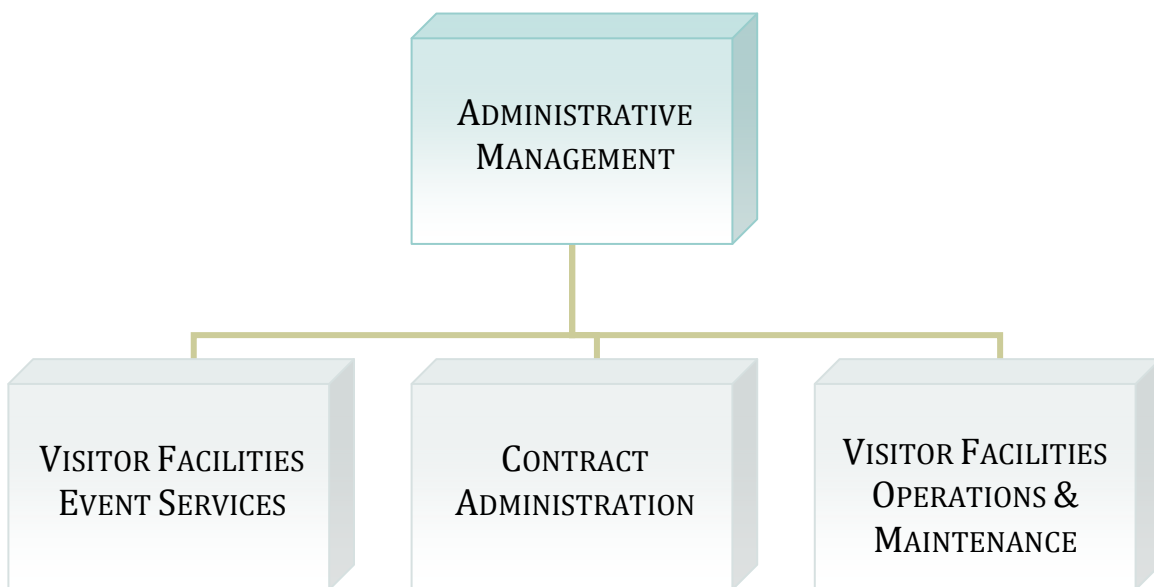 ADMINISTRATIVE
MANAGEMENT
VISITOR FACILITIES
EVENT SERVICES
CONTRACT
ADMINISTRATION
VISITOR FACILITIES
OPERATIONS &
MAINTENANCE